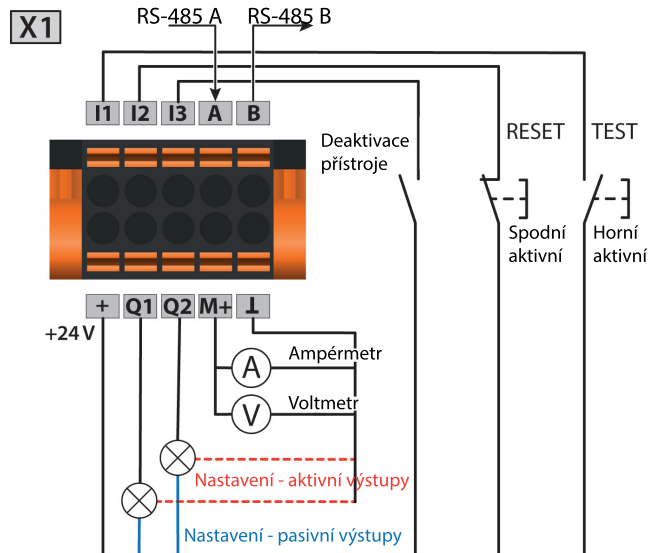 X1
RS-485 A
RS-485 B
I1 I2 I3 A B
Deaktivace
přístroje
RESET
TEST
Spodní
aktivní
Horní
aktivní
+ Q1 Q2 M+ ⊥
+24 V
A
Ampérmetr
V
Voltmetr
Nastavení - aktivní výstupy
Nastavení - pasivní výstupy